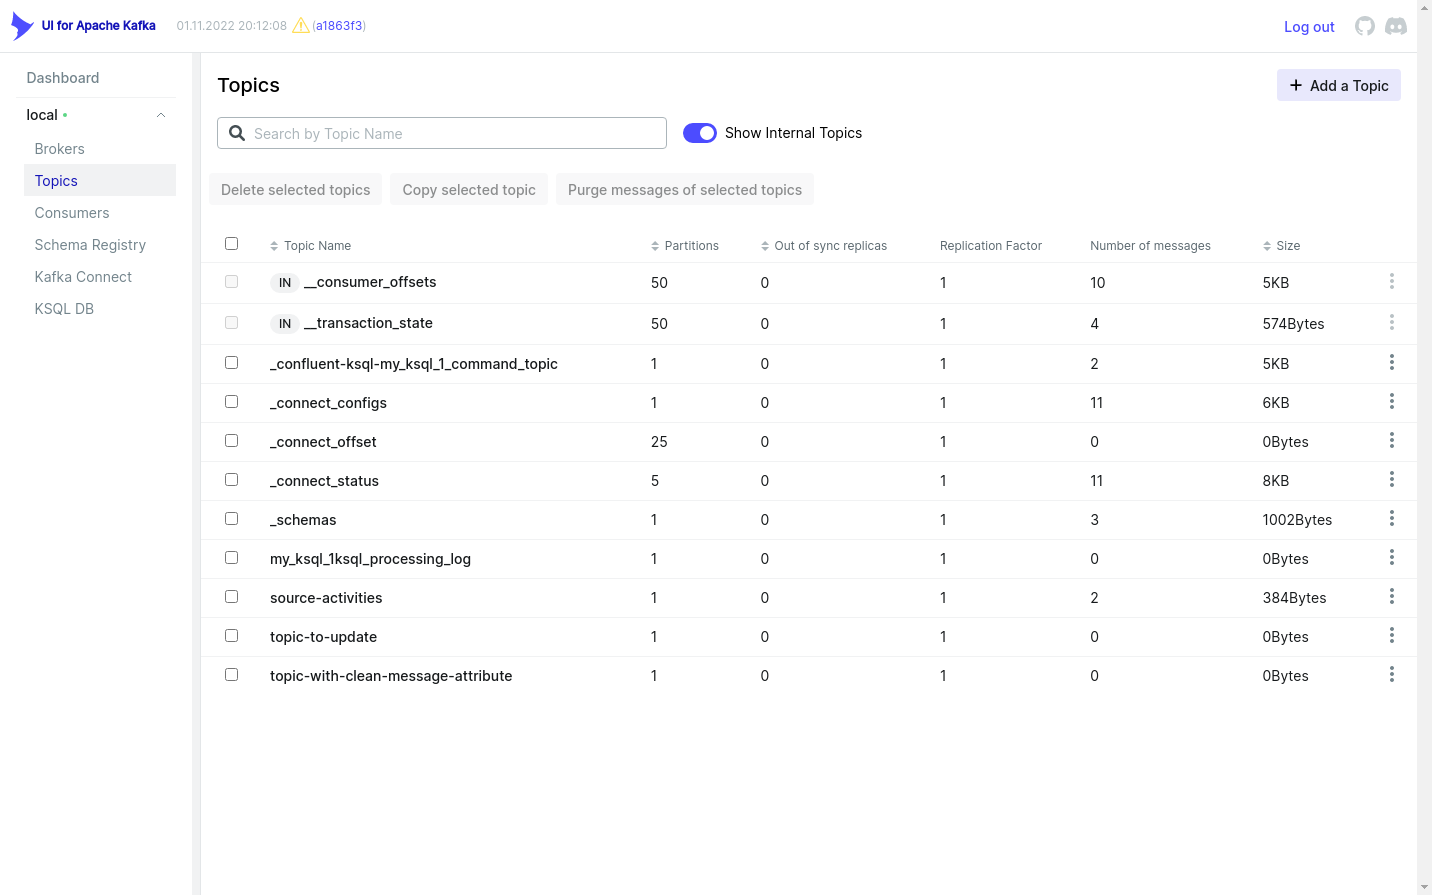 UI for Apache Kafka 01.11.2022 20:12:08 (a1863f3) Log out
Dashboard
local
Brokers
Topics
Consumers
Schema Registry
Kafka Connect
KSQL DB
Topics
Add a Topic
Search by Topic Name
Show Internal Topics
Delete selected topics Copy selected topic Purge messages of selected topics
Topic Name Partitions Out of sync replicas Replication Factor Number of messages Size
IN __consumer_offsets 50 0 1 10 5KB
IN __transaction_state 50 0 1 4 574Bytes
_confluent-ksql-my_ksql_1_command_topic 1 0 1 2 5KB
_connect_configs 1 0 1 11 6KB
_connect_offset 25 0 1 0 0Bytes
_connect_status 5 0 1 11 8KB
_schemas 1 0 1 3 1002Bytes
my_ksql_1ksql_processing_log 1 0 1 0 0Bytes
source-activities 1 0 1 2 384Bytes
topic-to-update 1 0 1 0 0Bytes
topic-with-clean-message-attribute 1 0 1 0 0Bytes